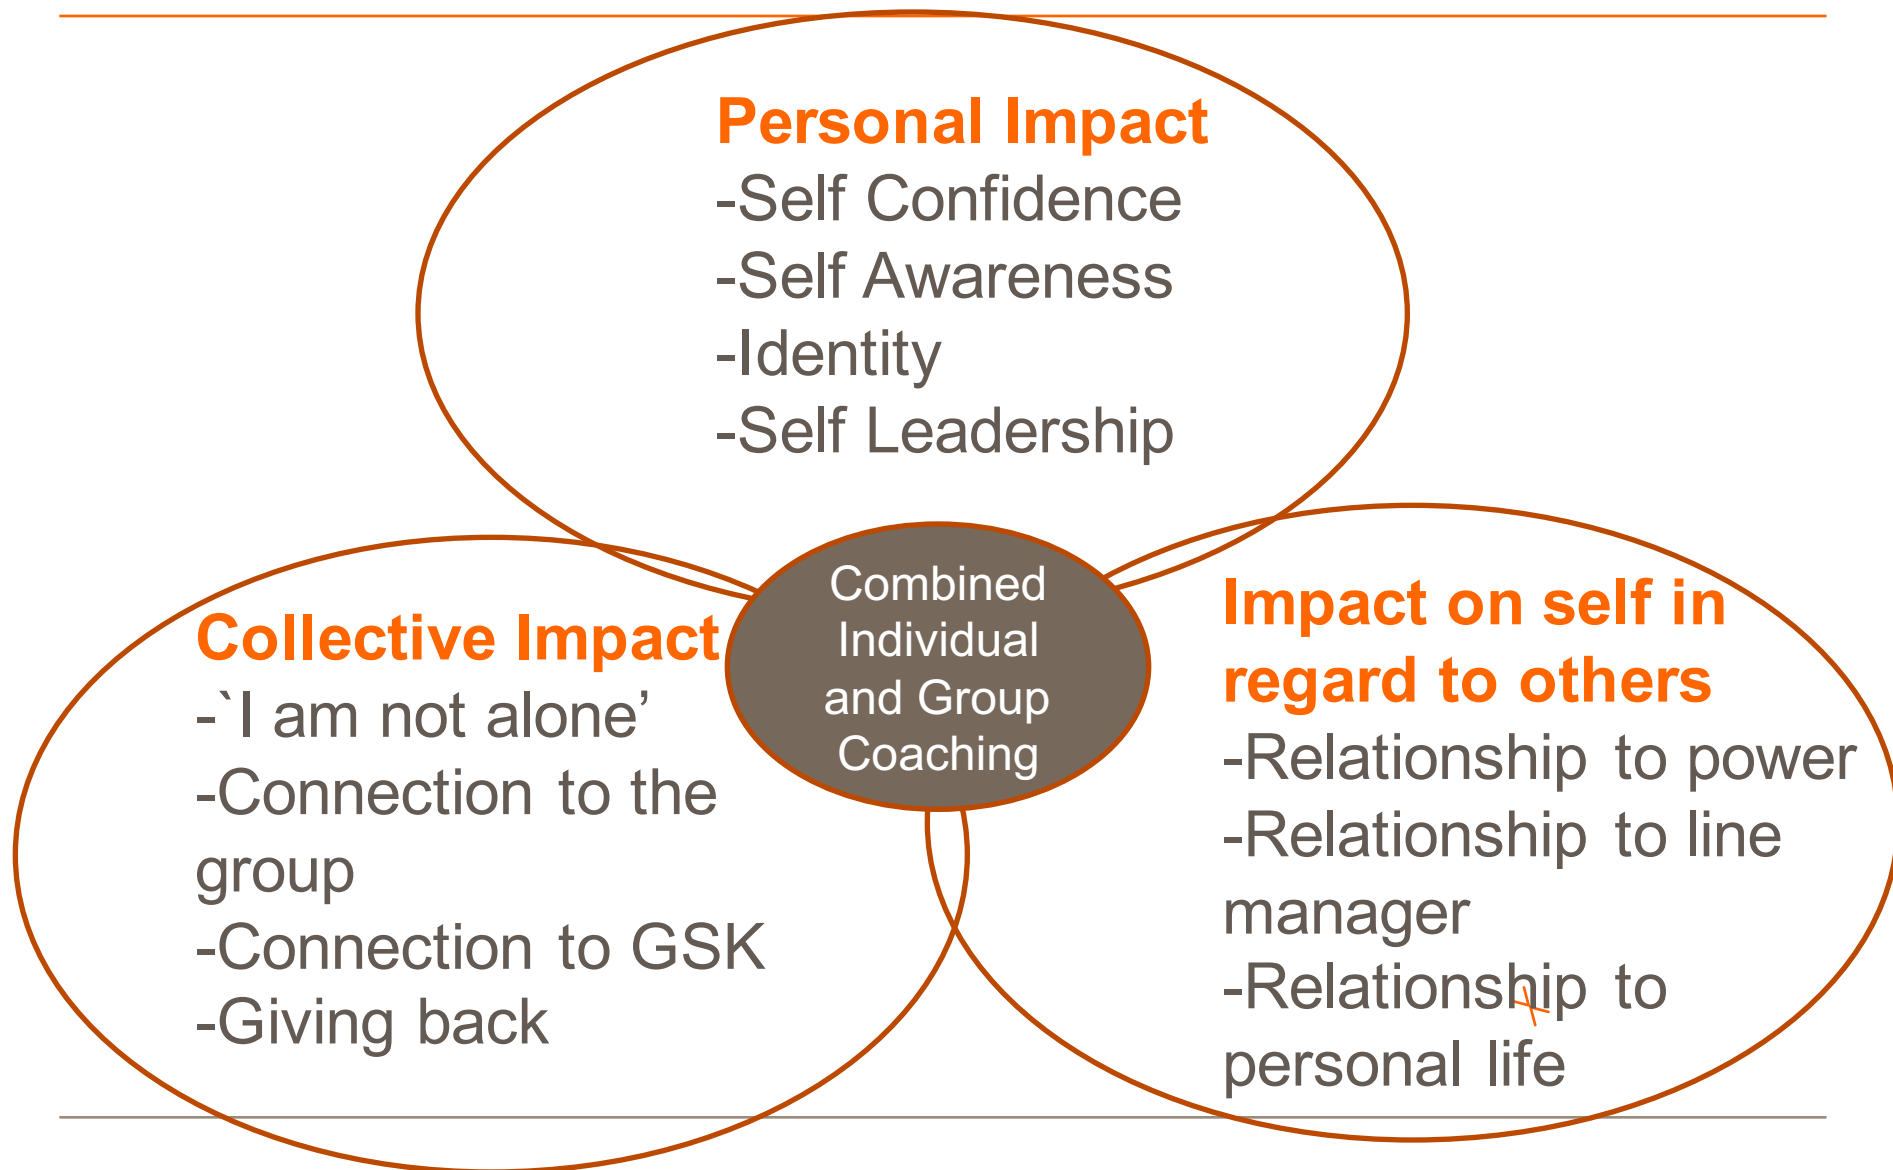 Personal Impact
-Self Confidence
-Self Awareness
-Identity
-Self Leadership
Combined
Individual
and Group
Coaching
Collective Impact
-`I am not alone’
-Connection to the
group
-Connection to GSK
-Giving back
Impact on self in
regard to others
-Relationship to power
-Relationship to line
manager
-Relationship to
personal life